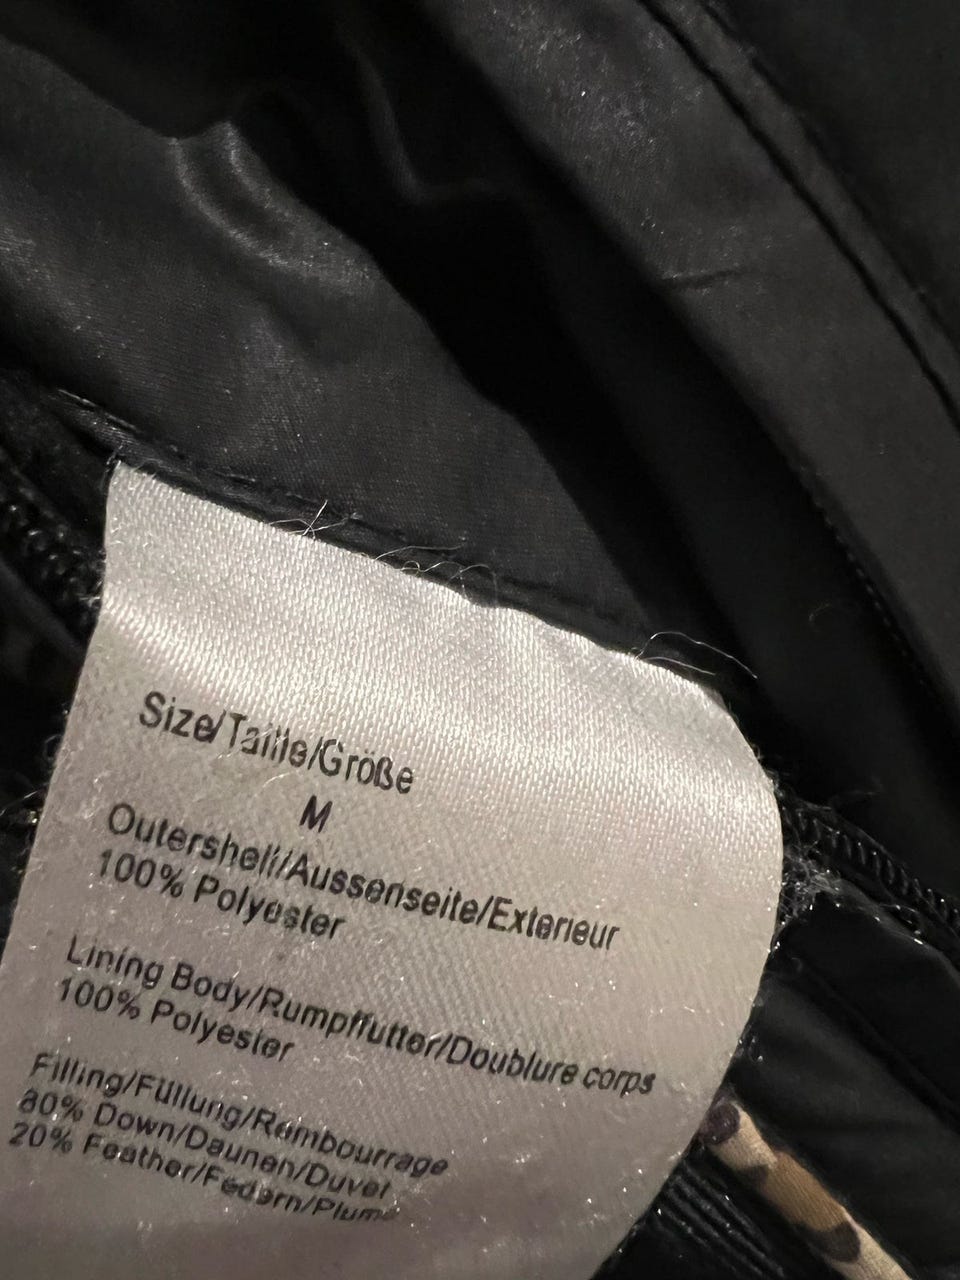 Size/Taille/Größe
M
Outershell/Aussenseite/Exterieur
100% Polyester
Lining Body/Rumpffutter/Doublure corps
100% Polyester
Filling/Füllung/Rembourrage
80% Down/Daunen/Duvet
20% Feather/Federn/Plume